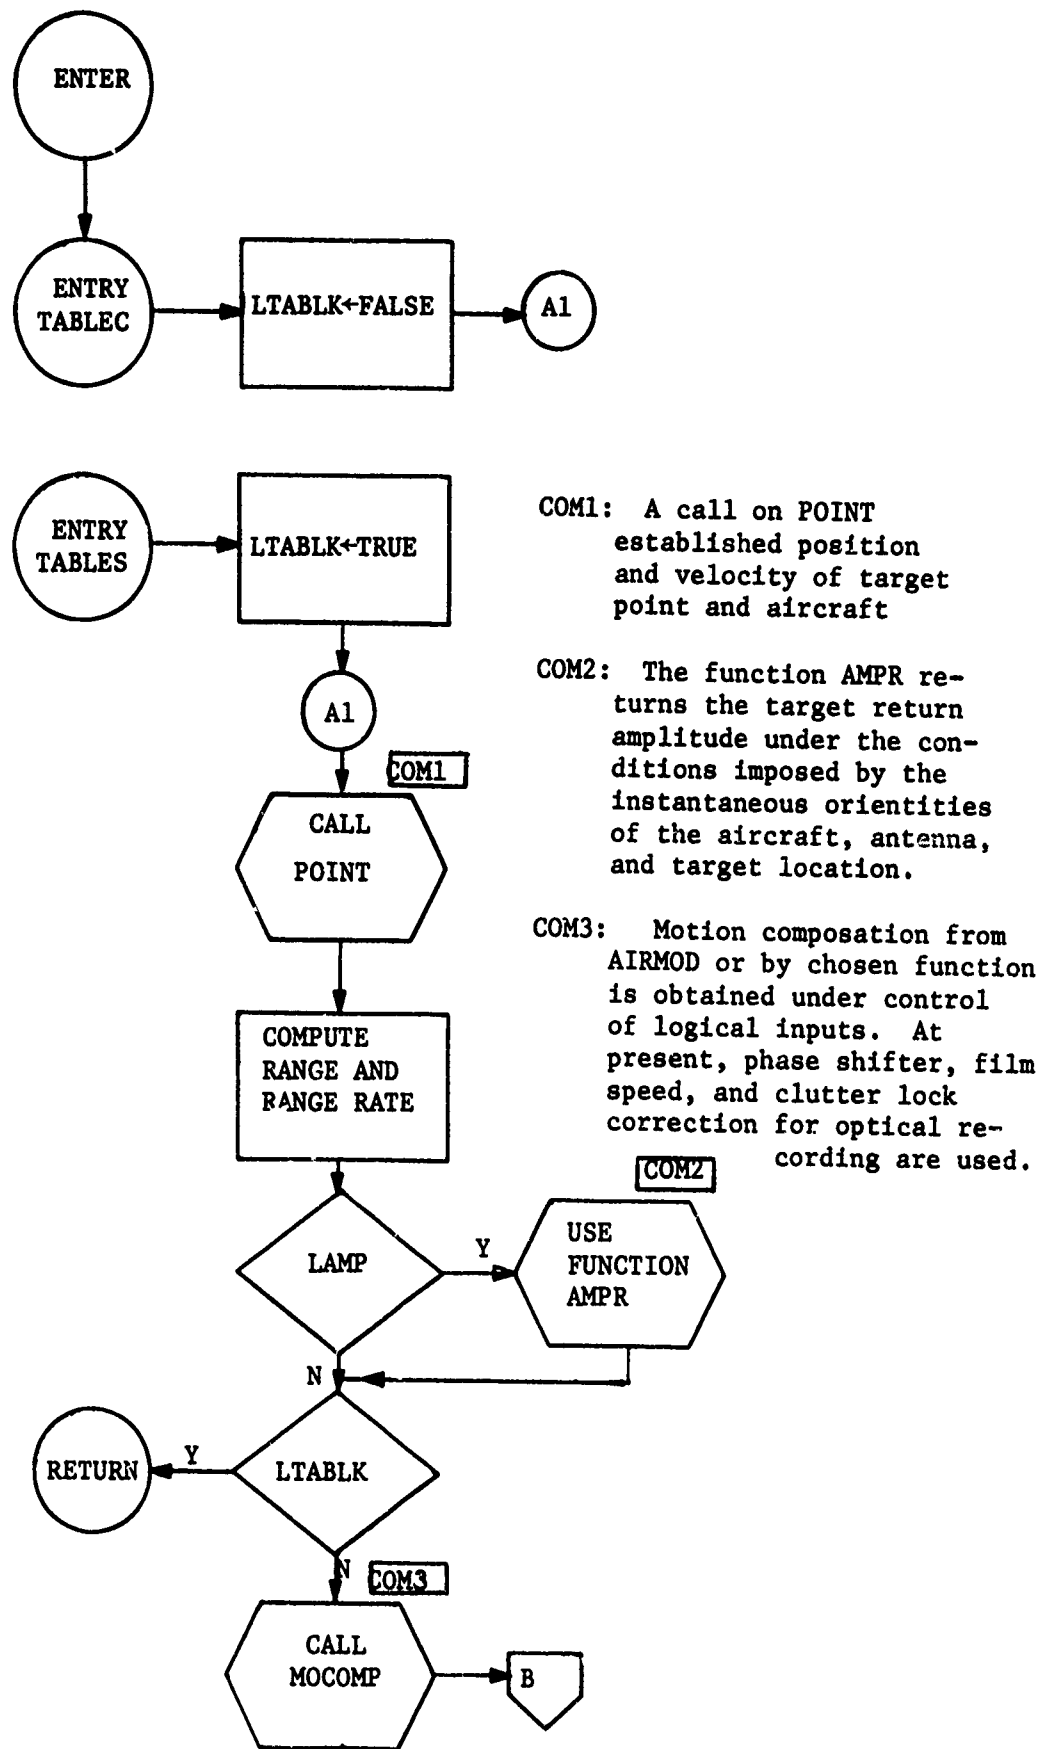 ENTER
ENTRY
TABLEC
LTABLK←FALSE
A1
ENTRY
TABLES
LTABLK←TRUE
A1
COM1
CALL
POINT
COMPUTE
RANGE AND
RANGE RATE
LAMP
Y
COM2
USE
FUNCTION
AMPR
N
RETURN
Y
LTABLK
N
COM3
CALL
MOCOMP
B
COM1: A call on POINT
established position
and velocity of target
point and aircraft
COM2: The function AMPR re-
turns the target return
amplitude under the con-
ditions imposed by the
instantaneous orientities
of the aircraft, antenna,
and target location.
COM3: Motion composation from
AIRMOD or by chosen function
is obtained under control
of logical inputs. At
present, phase shifter, film
speed, and clutter lock
correction for optical re-
cording are used.